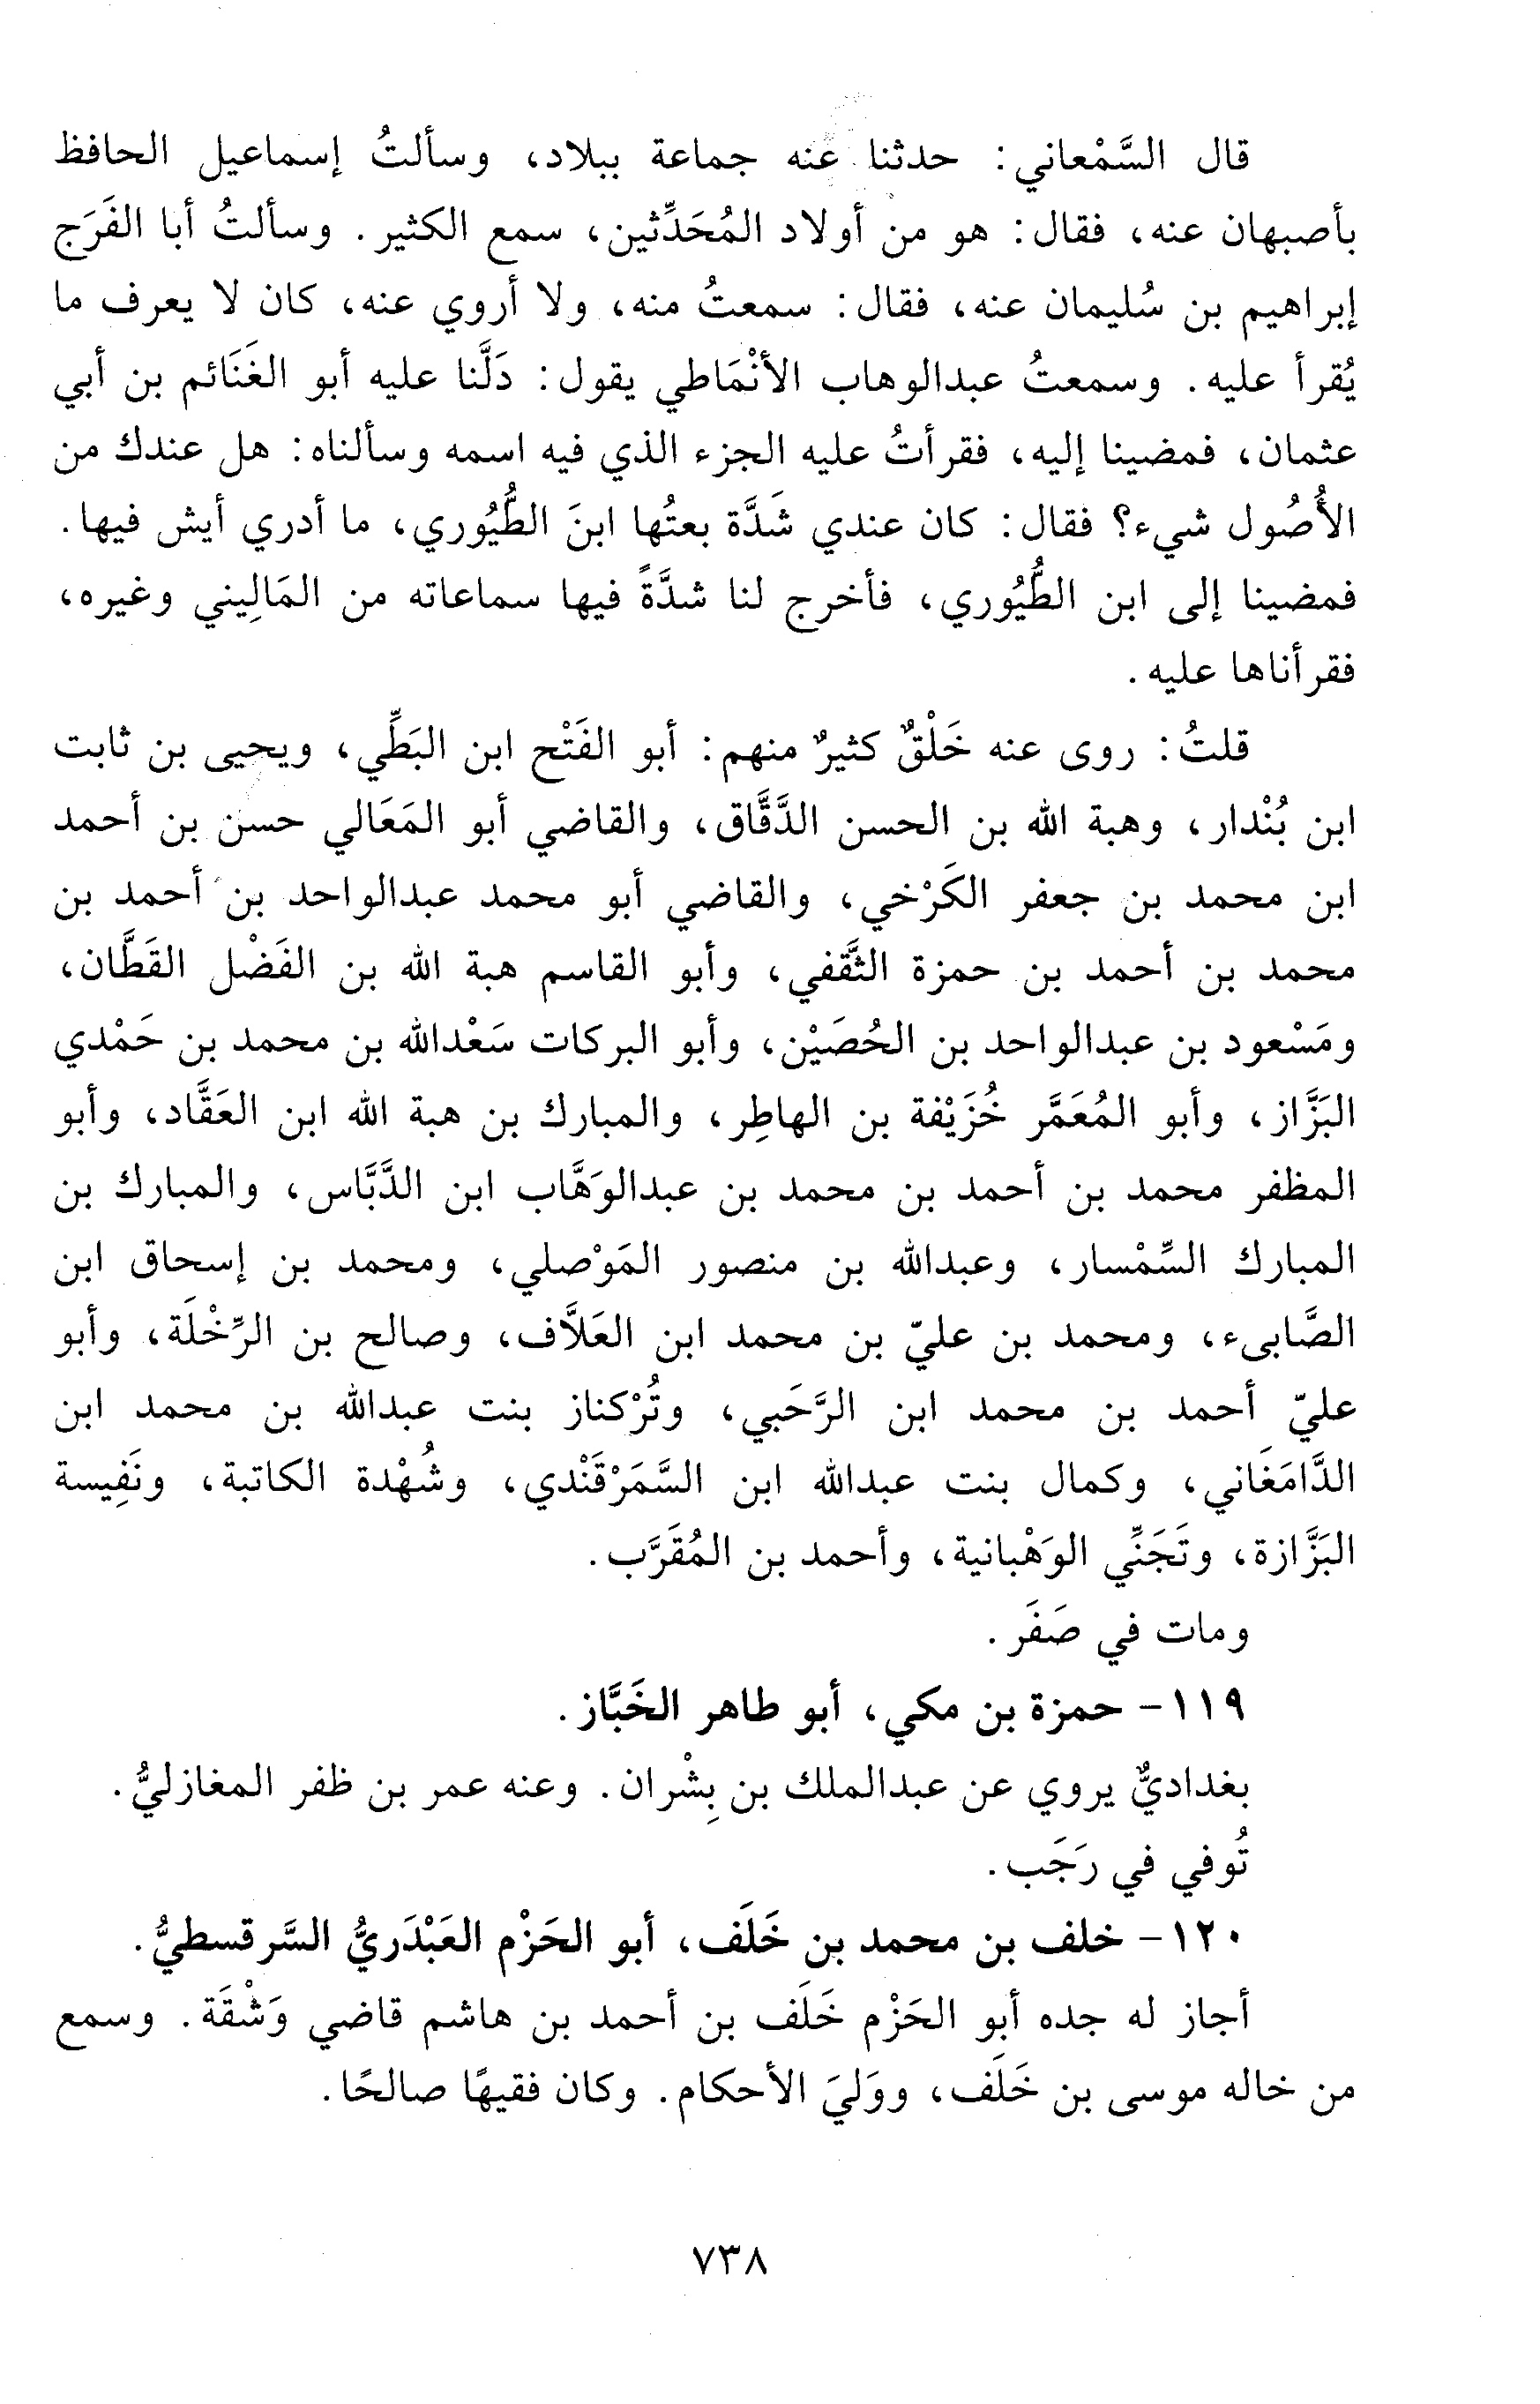 قال السَّمْعاني: حدثنا عنه جماعة ببلاد، وسألتُ إسماعيل الحافظ
بأصبهان عنه، فقال: هو من أولاد المُحَدِّثين، سمع الكثير. وسألتُ أبا الفَرَج
إبراهيم بن سُليمان عنه، فقال: سمعتُ منه، ولا أروي عنه، كان لا يعرف ما
يُقرأ عليه. وسمعتُ عبدالوهاب الأنْمَاطي يقول: دَلَّنا عليه أبو الغَنَائم بن أبي
عثمان، فمضينا إليه، فقرأتُ عليه الجزء الذي فيه اسمه وسألناه: هل عندك من
الأُصُول شيء؟ فقال: كان عندي شَدَّة بعتُها ابنَ الطُّيُوري، ما أدري أيش فيها.
فمضينا إلى ابن الطُّيُوري، فأخرج لنا شدَّةً فيها سماعاته من المَالِيني وغيره،
فقرأناها عليه.
قلتُ: روى عنه خَلْقٌ كثيرٌ منهم: أبو الفَتْح ابن البَطِّي، ويحيى بن ثابت
ابن بُنْدار، وهبة الله بن الحسن الدَّقَّاق، والقاضي أبو المَعَالي حسن بن أحمد
ابن محمد بن جعفر الكَرْخي، والقاضي أبو محمد عبدالواحد بن أحمد بن
محمد بن أحمد بن حمزة الثَّقفي، وأبو القاسم هبة الله بن الفَضْل القَطَّان،
ومَسْعود بن عبدالواحد بن الحُصَيْن، وأبو البركات سَعْدالله بن محمد بن حَمْدي
البَزَّاز، وأبو المُعَمَّر خُزَيْفة بن الهاطِر، والمبارك بن هبة الله ابن العَقَّاد، وأبو
المظفر محمد بن أحمد بن محمد بن عبدالوَهَّاب ابن الدَّبَّاس، والمبارك بن
المبارك السِّمْسار، وعبدالله بن منصور المَوْصلي، ومحمد بن إسحاق ابن
الصَّابىء، ومحمد بن عليّ بن محمد ابن العَلاَّف، وصالح بن الرِّخْلَة، وأبو
عليّ أحمد بن محمد ابن الرَّحَبي، وتُرْكناز بنت عبدالله بن محمد ابن
الدَّامَغَاني، وكمال بنت عبدالله ابن السَّمَرْقَنْدي، وشُهْدة الكاتبة، ونَفِيسة
البَزَّازة، وتَجَنِّي الوَهْبانية، وأحمد بن المُقَرَّب.
ومات في صَفَر.
١١٩- حمزة بن مكي، أبو طاهر الخَبَّاز.
بغداديٌّ يروي عن عبدالملك بن بِشْران. وعنه عمر بن ظفر المغازليُّ.
تُوفي في رَجَب.
١٢٠- خلف بن محمد بن خَلَف، أبو الحَزْم العَبْدَريُّ السَّرقسطيُّ.
أجاز له جده أبو الحَزْم خَلَف بن أحمد بن هاشم قاضي وَشْقَة. وسمع
من خاله موسى بن خَلَف، ووَليَ الأحكام. وكان فقيهًا صالحًا.
٧٣٨